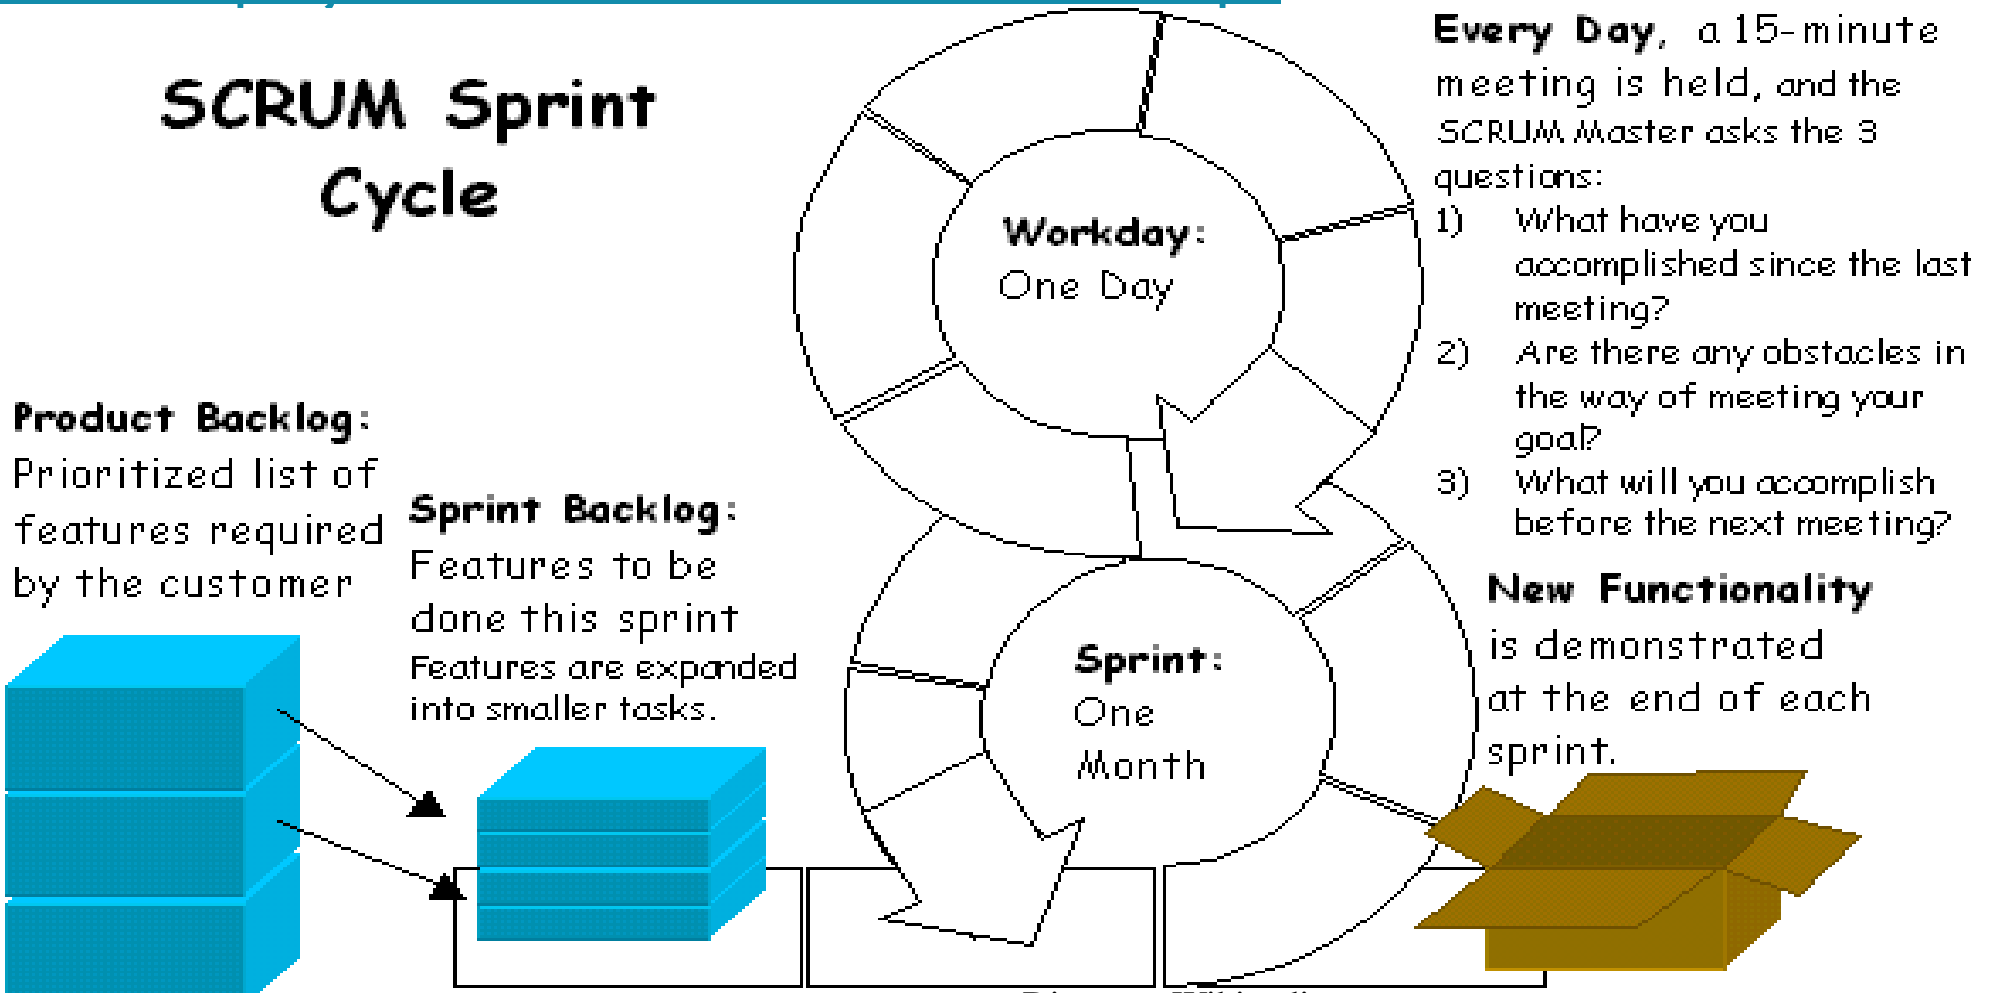 SCRUM Sprint
Cycle
Every Day, a 15-minute
meeting is held, and the
SCRUM Master asks the 3
questions:
1) What have you
accomplished since the last
meeting?
2) Are there any obstacles in
the way of meeting your
goal?
3) What will you accomplish
before the next meeting?
Workday:
One Day
Product Backlog:
Prioritized list of
features required
by the customer
Sprint Backlog:
Features to be
done this sprint
Features are expanded
into smaller tasks.
Sprint:
One
Month
New Functionality
is demonstrated
at the end of each
sprint.